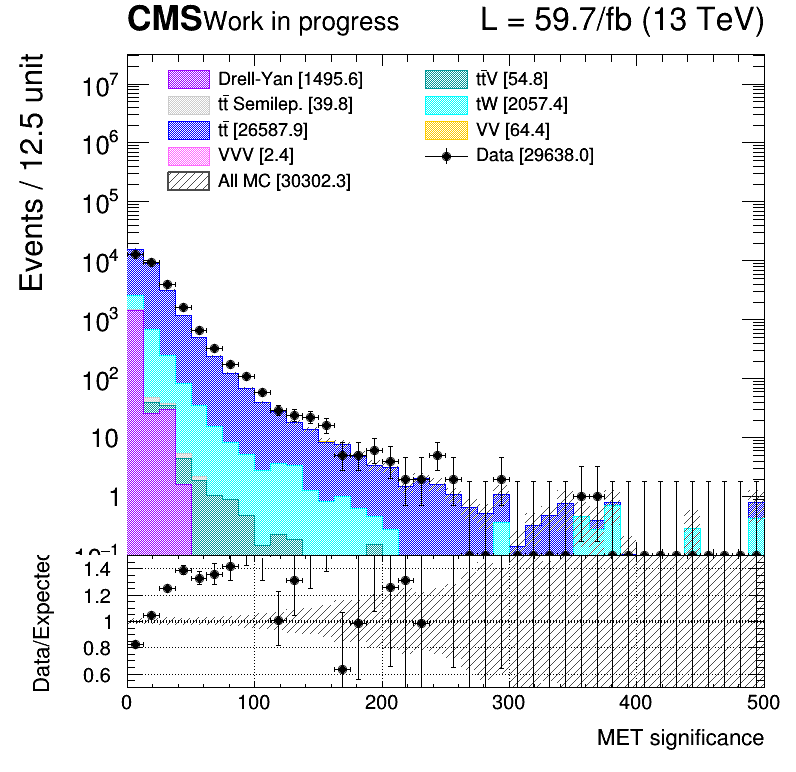 CMS Work in progress L = 59.7/fb (13 TeV)
Events / 12.5 unit
Drell-Yan [1495.6]
tt̄ Semilep. [39.8]
tt̄ [26587.9]
VVV [2.4]
All MC [30302.3]
tt̄V [54.8]
tW [2057.4]
VV [64.4]
Data [29638.0]
10⁷
10⁶
10⁵
10⁴
10³
10²
10
1
10⁻¹
Data/Expected
1.4
1.2
1
0.8
0.6
0 100 200 300 400 500
MET significance